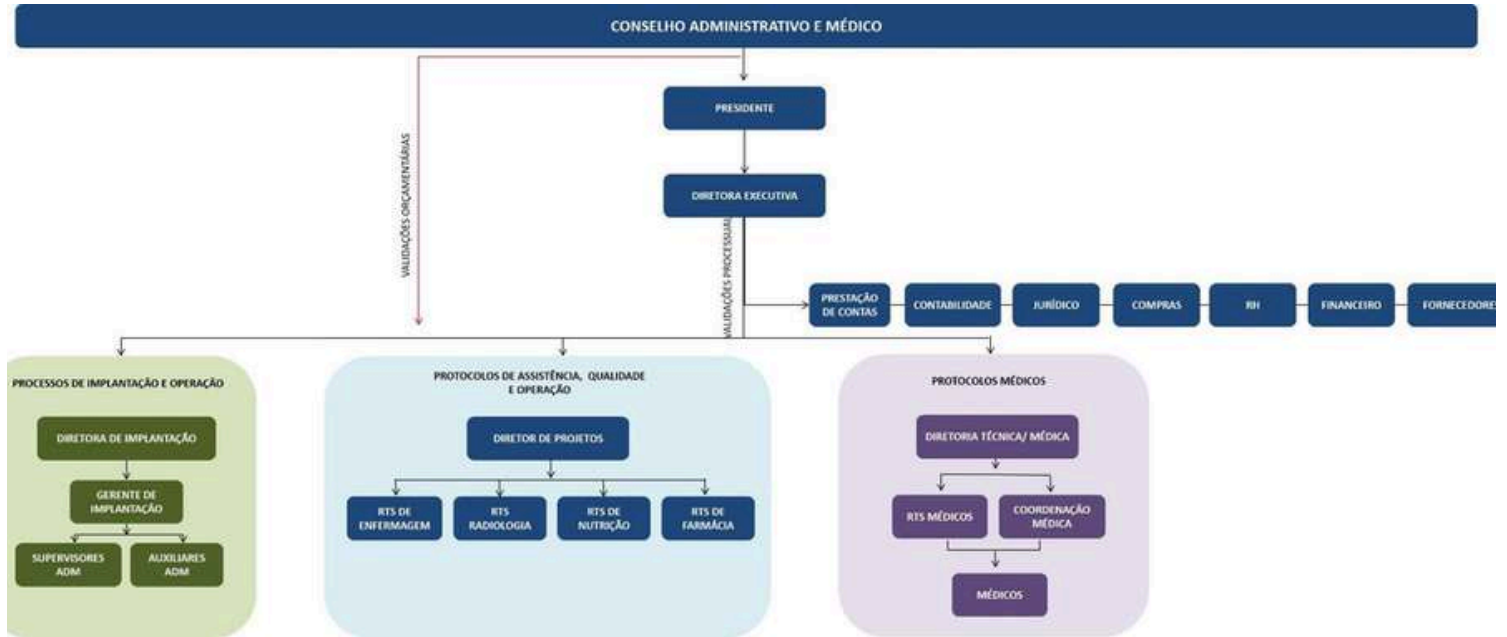 CONSELHO ADMINISTRATIVO E MÉDICO
PRESIDENTE
DIRETORA EXECUTIVA
VALIDAÇÕES ORÇAMENTÁRIAS
VALIDAÇÕES PROCESSUAL
PRESTAÇÃO
DE CONTAS
CONTABILIDADE
JURÍDICO
COMPRAS
RH
FINANCEIRO
FORNECEDORES
PROCESSOS DE IMPLANTAÇÃO E OPERAÇÃO
DIRETORA DE IMPLANTAÇÃO
GERENTE DE
IMPLANTAÇÃO
SUPERVISORES
ADM
AUXILIARES
ADM
PROTOCOLOS DE ASSISTÊNCIA, QUALIDADE
E OPERAÇÃO
DIRETOR DE PROJETOS
RTS DE
ENFERMAGEM
RTS
RADIOLOGIA
RTS DE
NUTRIÇÃO
RTS DE
FARMÁCIA
PROTOCOLOS MÉDICOS
DIRETORIA TÉCNICA/ MÉDICA
RTS MÉDICOS
COORDENAÇÃO
MÉDICA
MÉDICOS